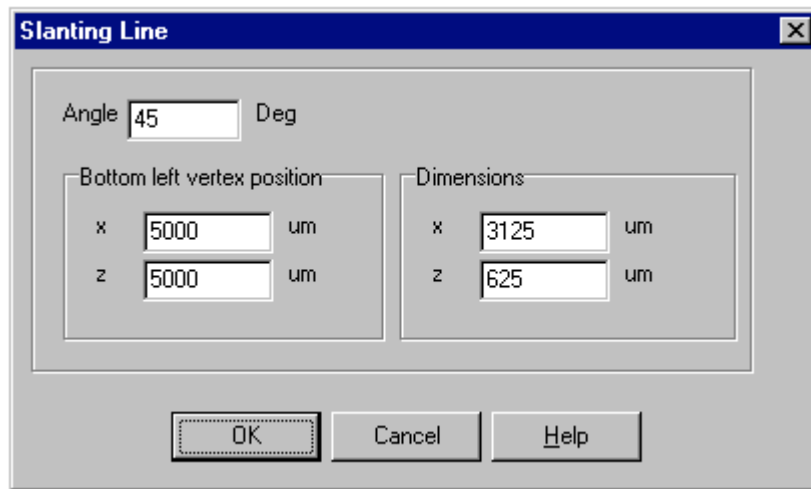 Slanting Line
Angle 45 Deg
Bottom left vertex position
x 5000 um
z 5000 um
Dimensions
x 3125 um
z 625 um
OK Cancel Help